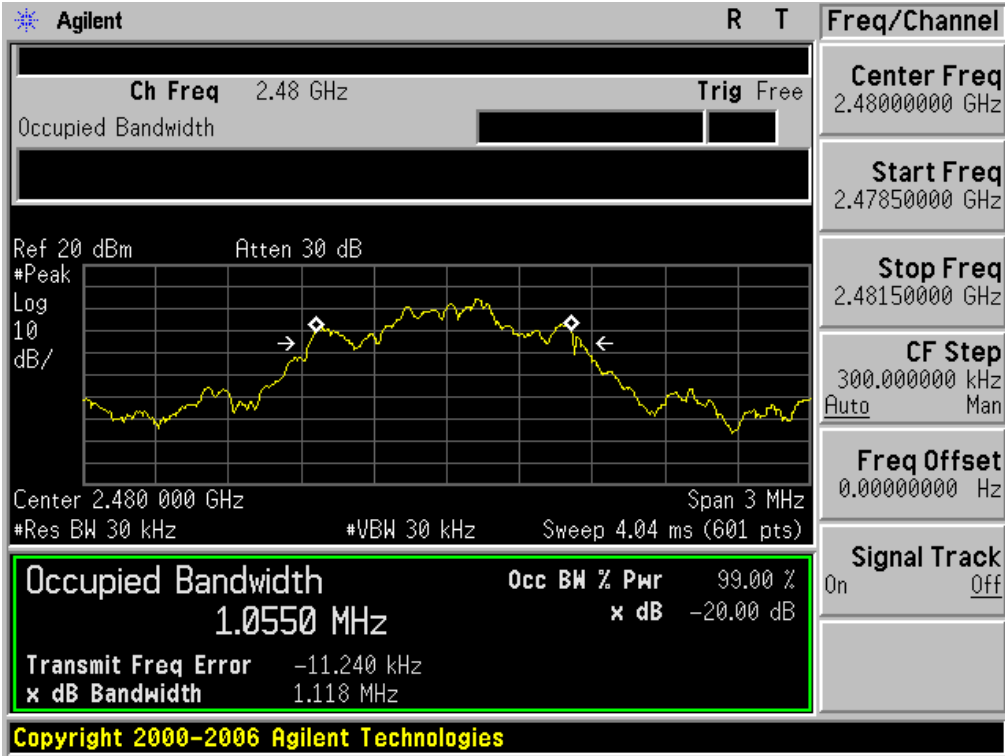 Agilent R T Freq/Channel
Ch Freq 2.48 GHz Trig Free
Occupied Bandwidth
Center Freq
2.48000000 GHz
Start Freq
2.47850000 GHz
Stop Freq
2.48150000 GHz
CF Step
300.000000 kHz
Auto Man
Freq Offset
0.00000000 Hz
Signal Track
On Off
Ref 20 dBm Atten 30 dB
#Peak
Log
10
dB/
Center 2.480 000 GHz Span 3 MHz
#Res BW 30 kHz #VBW 30 kHz Sweep 4.04 ms (601 pts)
Occupied Bandwidth Occ BW % Pwr 99.00 %
1.0550 MHz x dB -20.00 dB
Transmit Freq Error -11.240 kHz
x dB Bandwidth 1.118 MHz
Copyright 2000-2006 Agilent Technologies